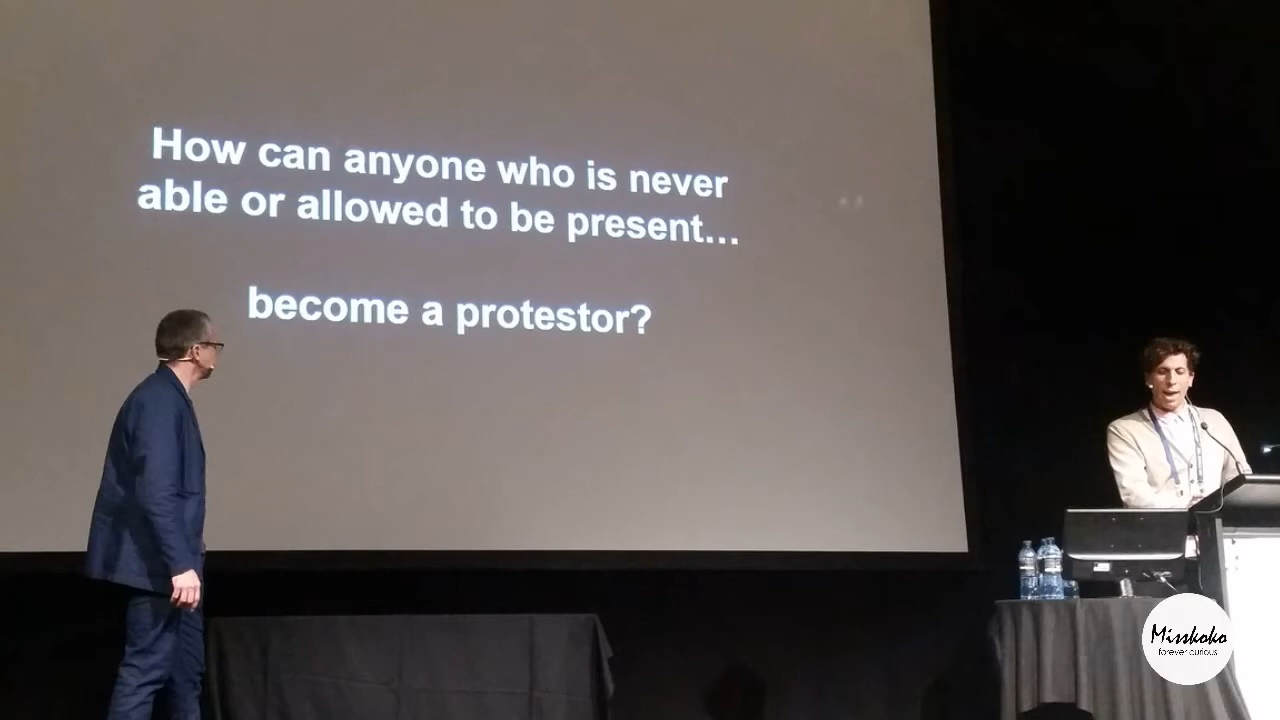 How can anyone who is never
able or allowed to be present...
become a protestor?
Misskoko
forever curious